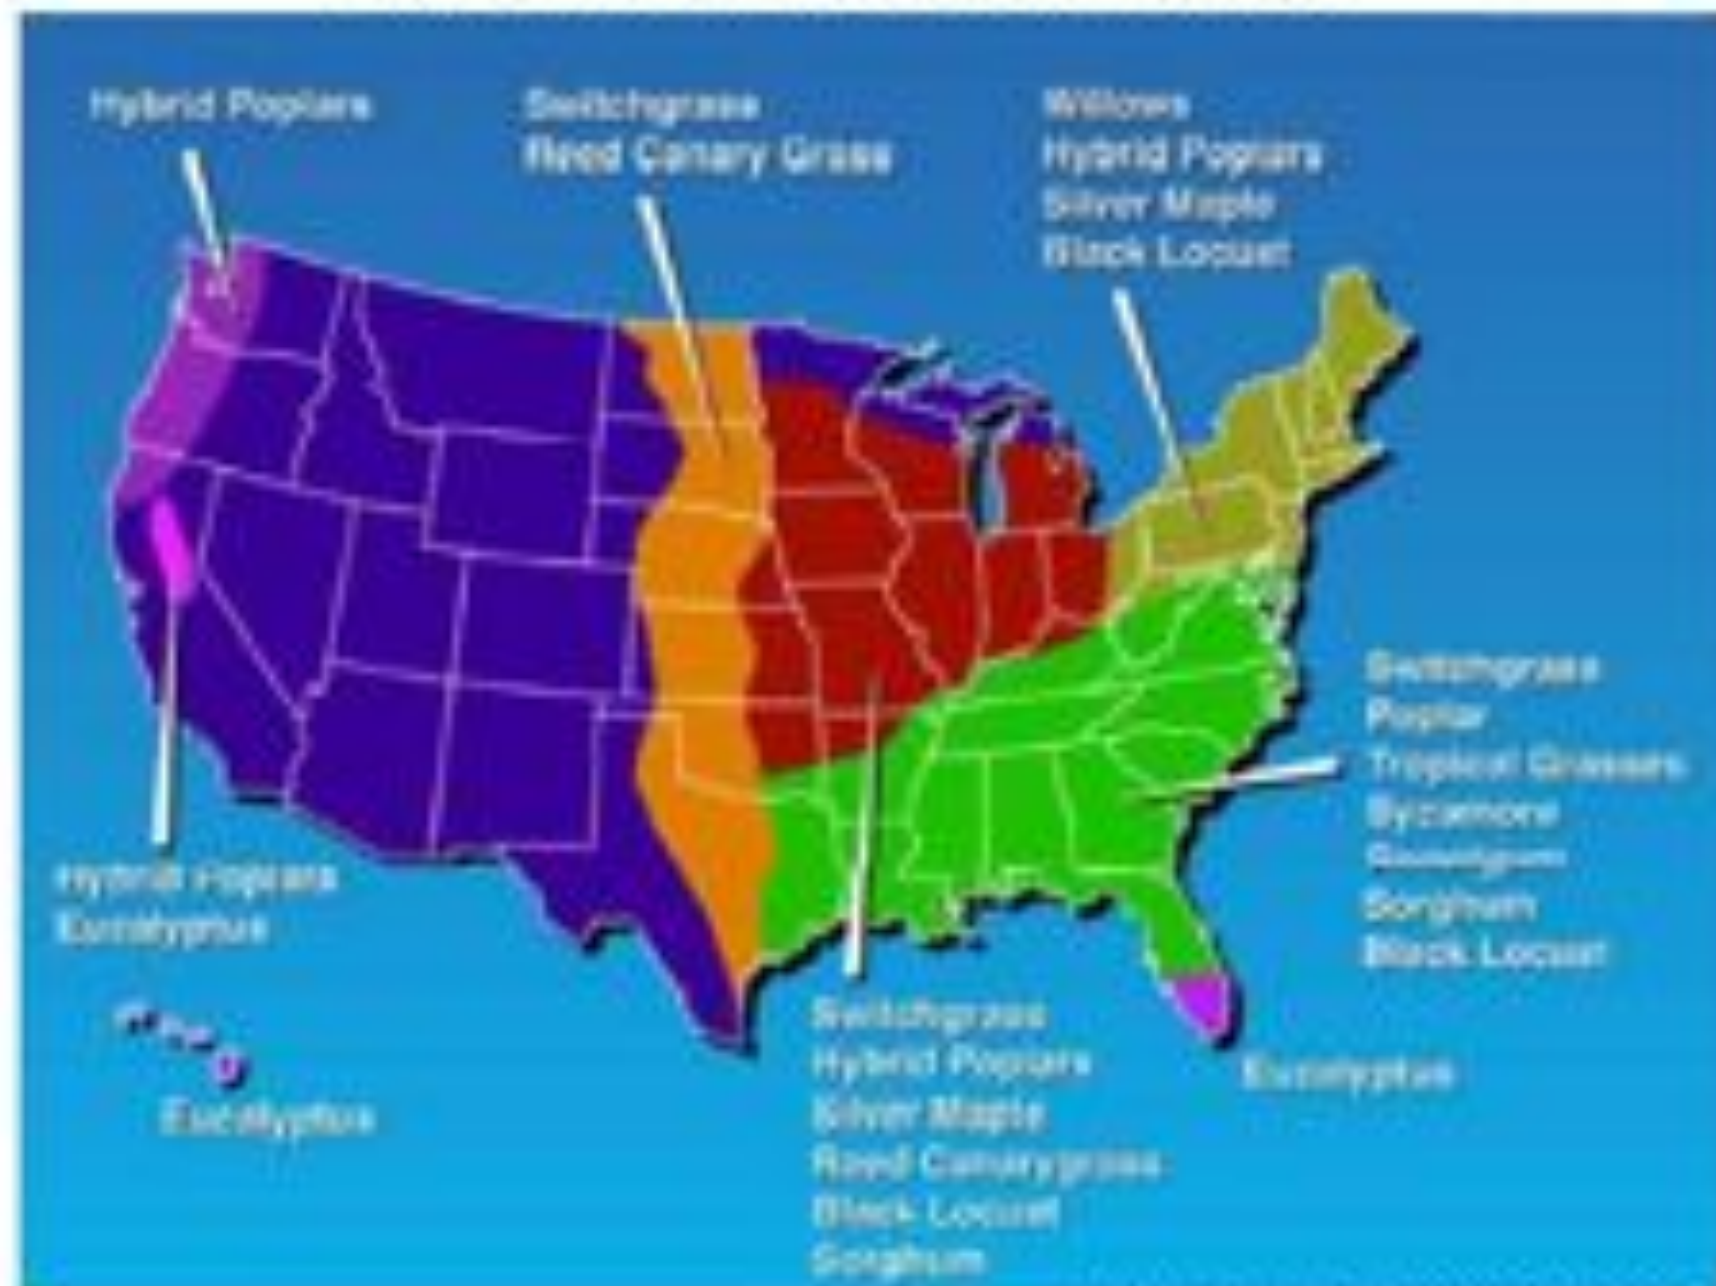 Hybrid Poplars
Switchgrass
Reed Canary Grass
Willows
Hybrid Poplars
Silver Maple
Black Locust
Switchgrass
Poplar
Tropical Grasses
Sycamore
Sorghum
Black Locust
Hybrid Poplars
Eucalyptus
Eucalyptus
Switchgrass
Hybrid Poplars
Silver Maple
Reed Canarygrass
Black Locust
Sorghum
Eucalyptus